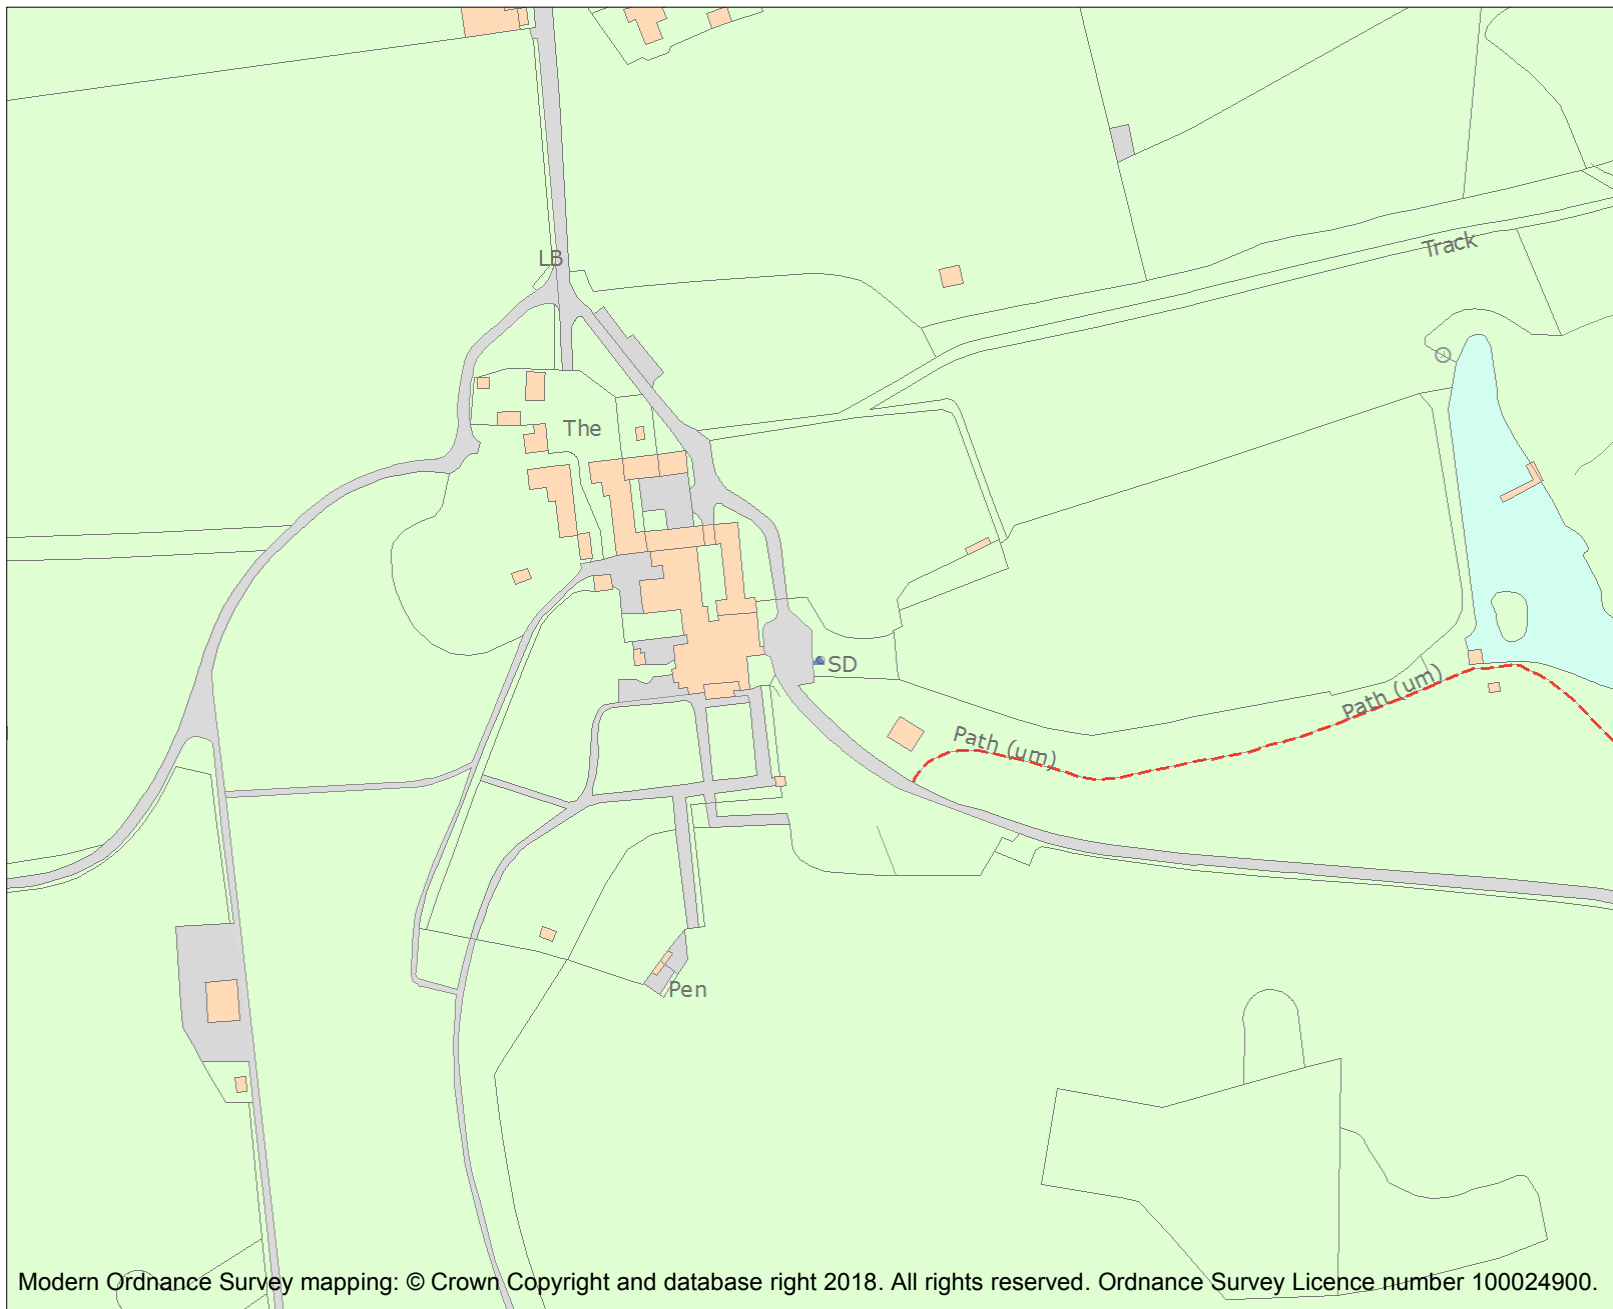 Track
LB
The
SD
Path (um)
Path (um)
Pen
Modern Ordnance Survey mapping: © Crown Copyright and database right 2018. All rights reserved. Ordnance Survey Licence number 100024900.